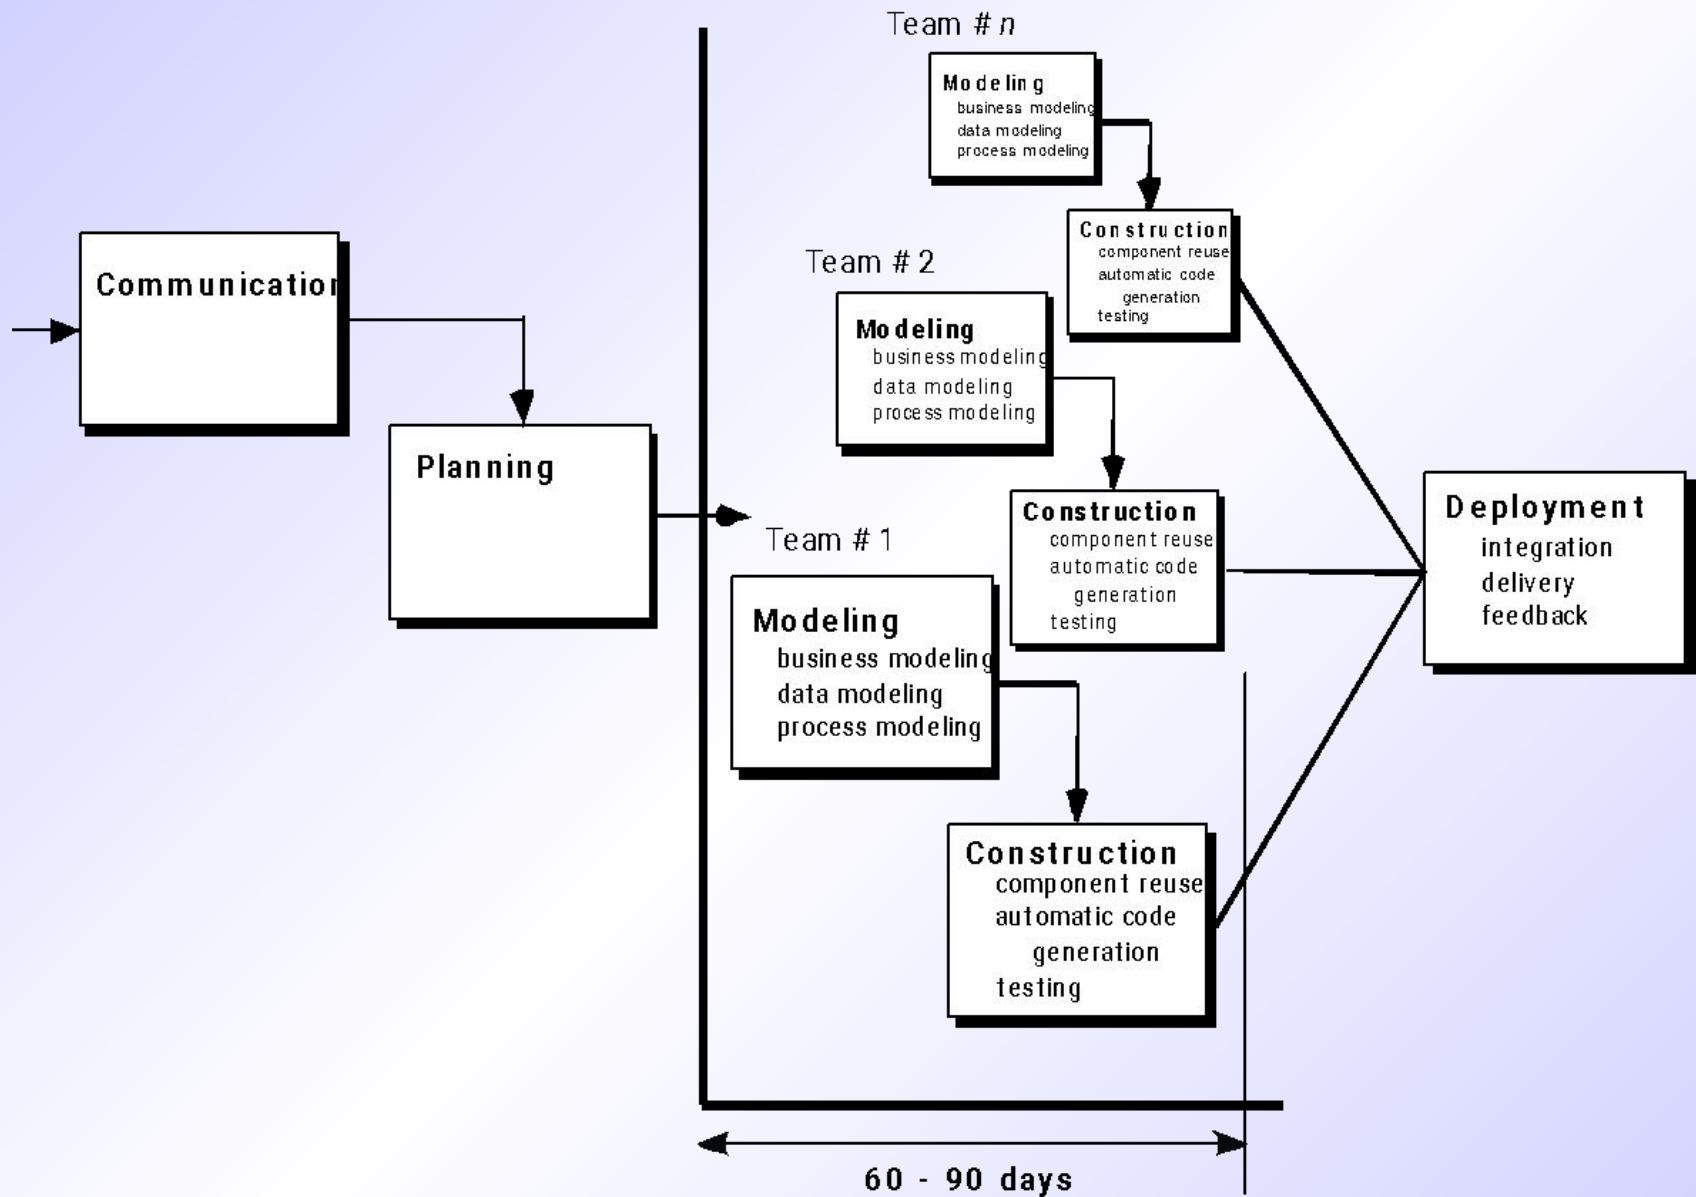 Team # n
Modeling
business modeling
data modeling
process modeling
Construction
component reuse
automatic code
generation
testing
Communication
Planning
Team # 2
Modeling
business modeling
data modeling
process modeling
Construction
component reuse
automatic code
generation
testing
Team # 1
Modeling
business modeling
data modeling
process modeling
Construction
component reuse
automatic code
generation
testing
Deployment
integration
delivery
feedback
60 - 90 days